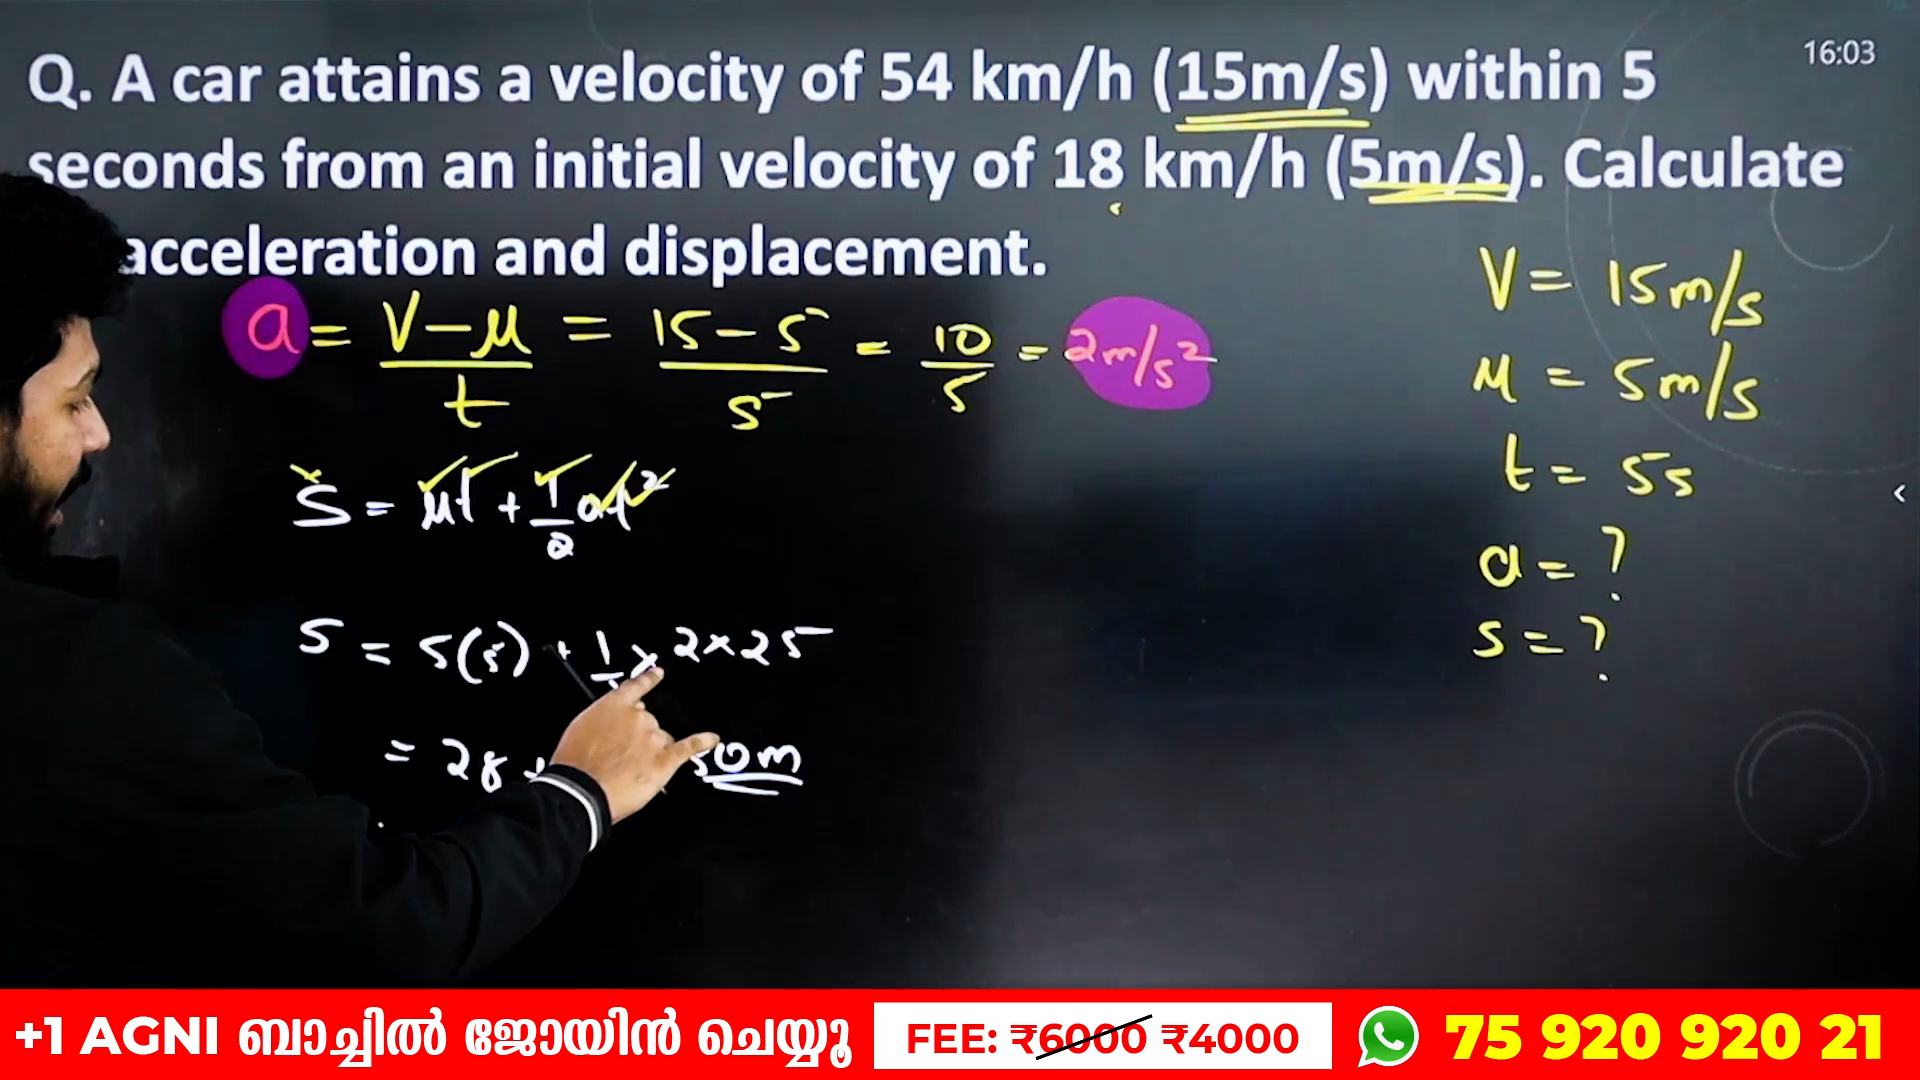 16:03
Q. A car attains a velocity of 54 km/h (15m/s) within 5
seconds from an initial velocity of 18 km/h (5m/s). Calculate
acceleration and displacement.
a = V-u/t = 15-5/5 = 10/5 = 2m/s²
S = ut + 1/2 at²
S = 5(5) + 1/ × 2×25
= 25 + 50m
V = 15m/s
u = 5m/s
t = 5s
a = ?
s = ?
+1 AGNI ബാച്ചിൽ ജോയിൻ ചെയ്യൂ
FEE: ₹6000 ₹4000
75 920 920 21